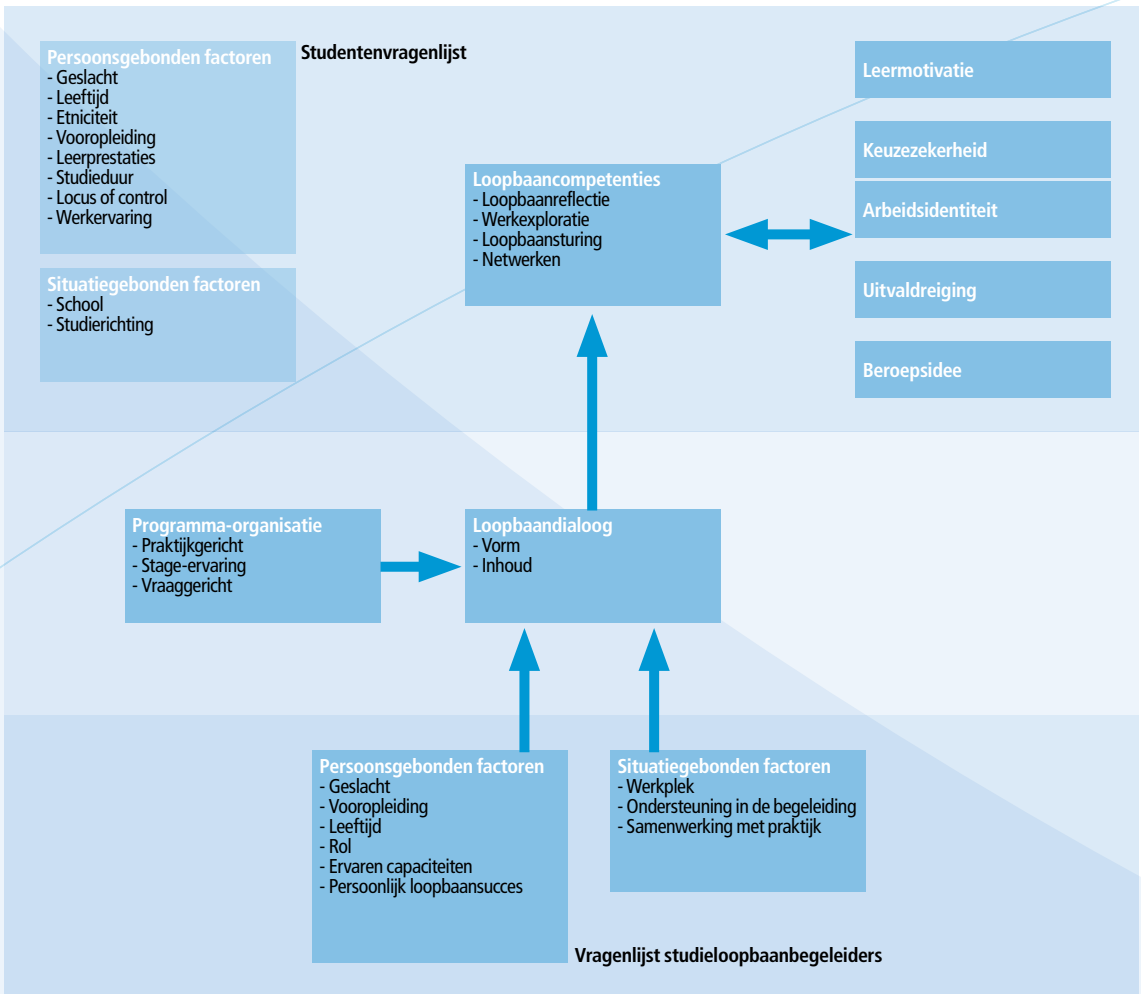 Persoonsgebonden factoren
- Geslacht
- Leeftijd
- Etniciteit
- Vooropleiding
- Leerprestaties
- Studieduur
- Locus of control
- Werkervaring
Studentenvragenlijst
Situatiegebonden factoren
- School
- Studierichting
Loopbaancompetenties
- Loopbaanreflectie
- Werkexploratie
- Loopbaansturing
- Netwerken
Leermotivatie
Keuzezekerheid
Arbeidsidentiteit
Uitvaldreiging
Beroepsidee
Programma-organisatie
- Praktijkgericht
- Stage-ervaring
- Vraaggericht
Loopbaandialoog
- Vorm
- Inhoud
Persoonsgebonden factoren
- Geslacht
- Vooropleiding
- Leeftijd
- Rol
- Ervaren capaciteiten
- Persoonlijk loopbaansucces
Situatiegebonden factoren
- Werkplek
- Ondersteuning in de begeleiding
- Samenwerking met praktijk
Vragenlijst studieloopbaanbegeleiders